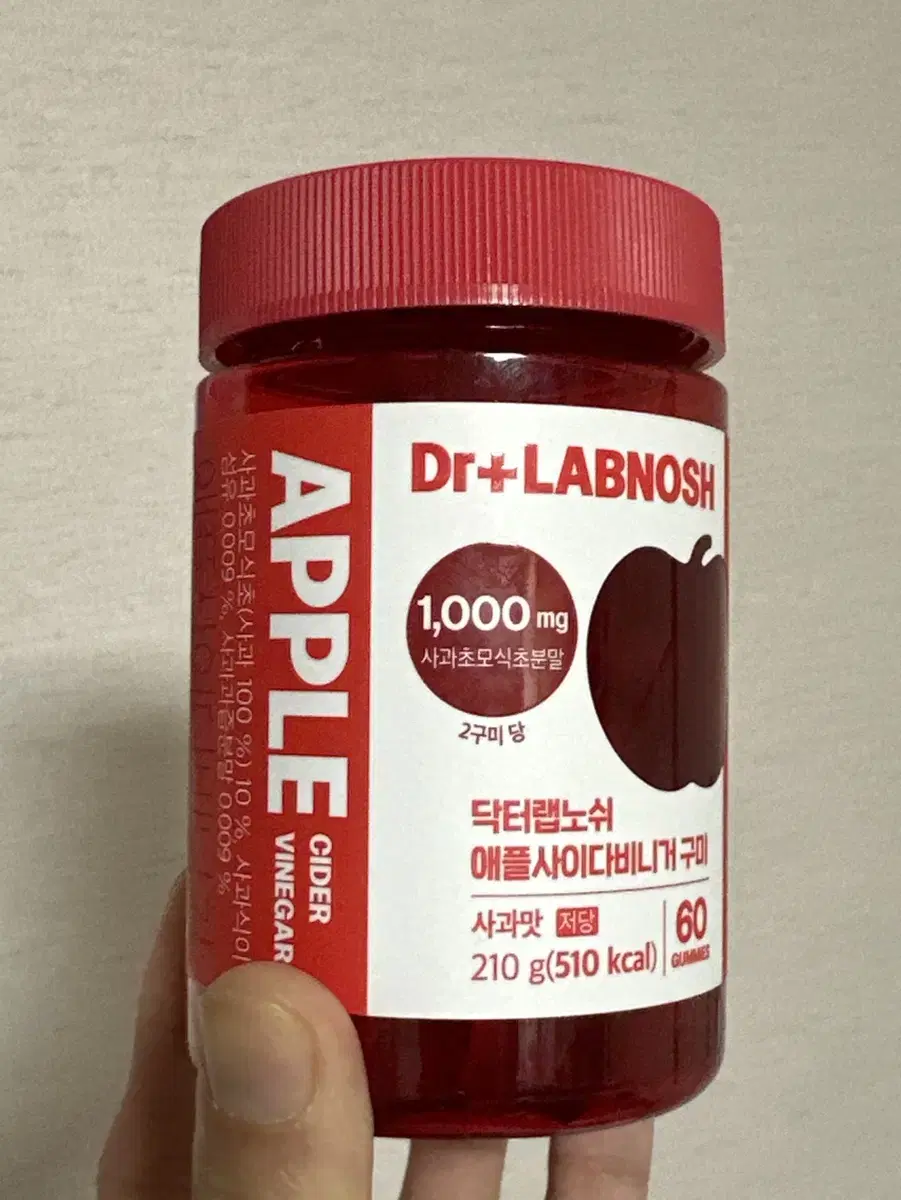 Dr+LABNOSH
1,000 mg
사과초모식초분말
2구미 당
닥터랩노쉬
애플사이다비니거 구미
사과맛 저당
210 g(510 kcal)
60
GUMMIES
APPLE
CIDER
VINEGAR
사과초모식초(사과 100 %) 10 %, 사과식이
섬유 0.009 %, 사과과즙분말 0.009 %